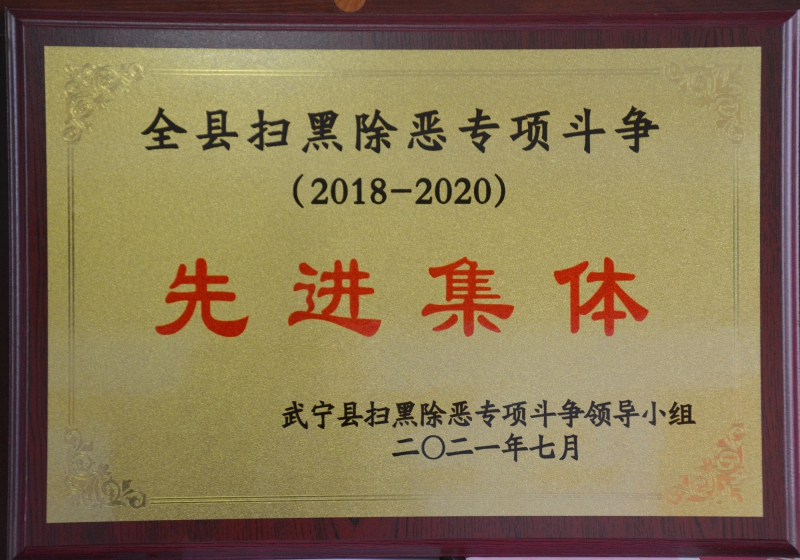 全县扫黑除恶专项斗争
（2018-2020）
先进集体
武宁县扫黑除恶专项斗争领导小组
二〇二一年七月